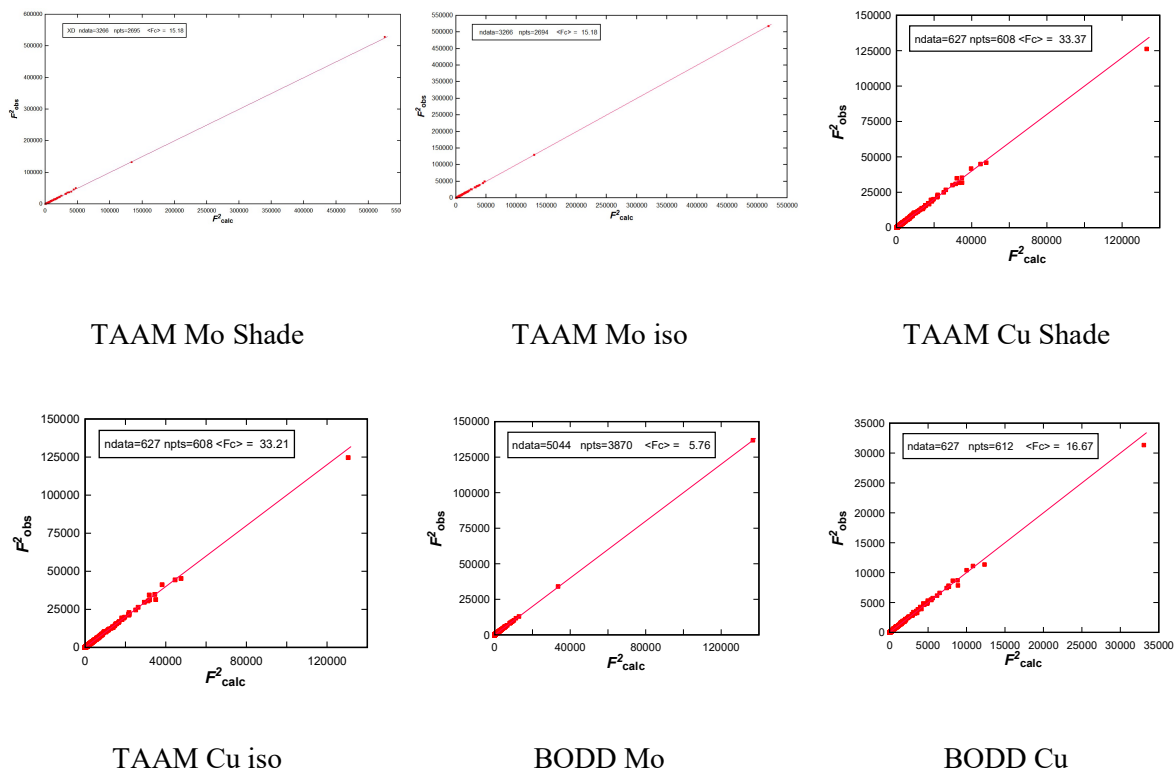 XD ndata=3266 npts=2695 <Fc> = 15.18
F²obs
600000
500000
400000
300000
200000
100000
0
0 50000 100000 150000 200000 250000 300000 350000 400000 450000 500000 550
F²calc
TAAM Mo Shade
ndata=3266 npts=2694 <Fc> = 15.18
F²obs
550000
500000
450000
400000
350000
300000
250000
200000
150000
100000
50000
0
0 50000 100000 150000 200000 250000 300000 350000 400000 450000 500000 550000
F²calc
TAAM Mo iso
ndata=627 npts=608 <Fc> = 33.37
F²obs
150000
125000
100000
75000
50000
25000
0
0 40000 80000 120000
F²calc
TAAM Cu Shade
ndata=627 npts=608 <Fc> = 33.21
F²obs
150000
125000
100000
75000
50000
25000
0
0 40000 80000 120000
F²calc
TAAM Cu iso
ndata=5044 npts=3870 <Fc> = 5.76
F²obs
150000
125000
100000
75000
50000
25000
0
0 40000 80000 120000
F²calc
BODD Mo
ndata=627 npts=612 <Fc> = 16.67
F²obs
35000
30000
25000
20000
15000
10000
5000
0
0 5000 10000 15000 20000 25000 30000 35000
F²calc
BODD Cu